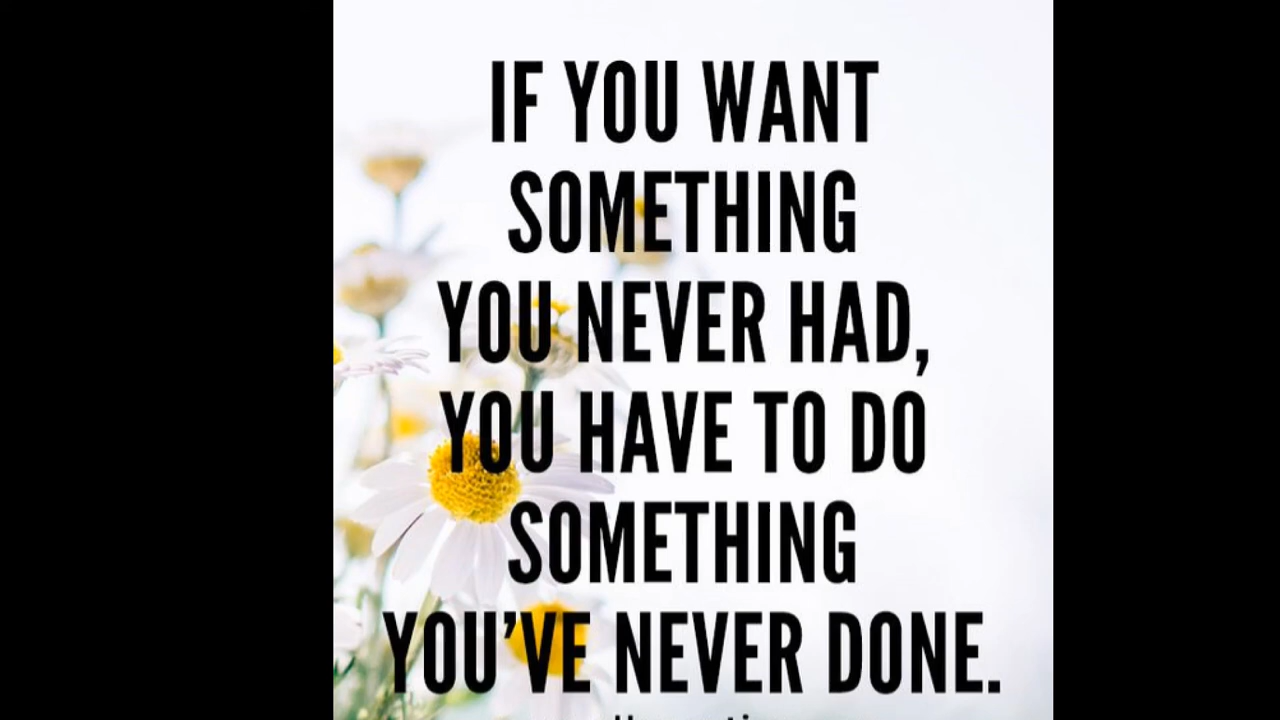 IF YOU WANT
SOMETHING
YOU NEVER HAD,
YOU HAVE TO DO
SOMETHING
YOU’VE NEVER DONE.